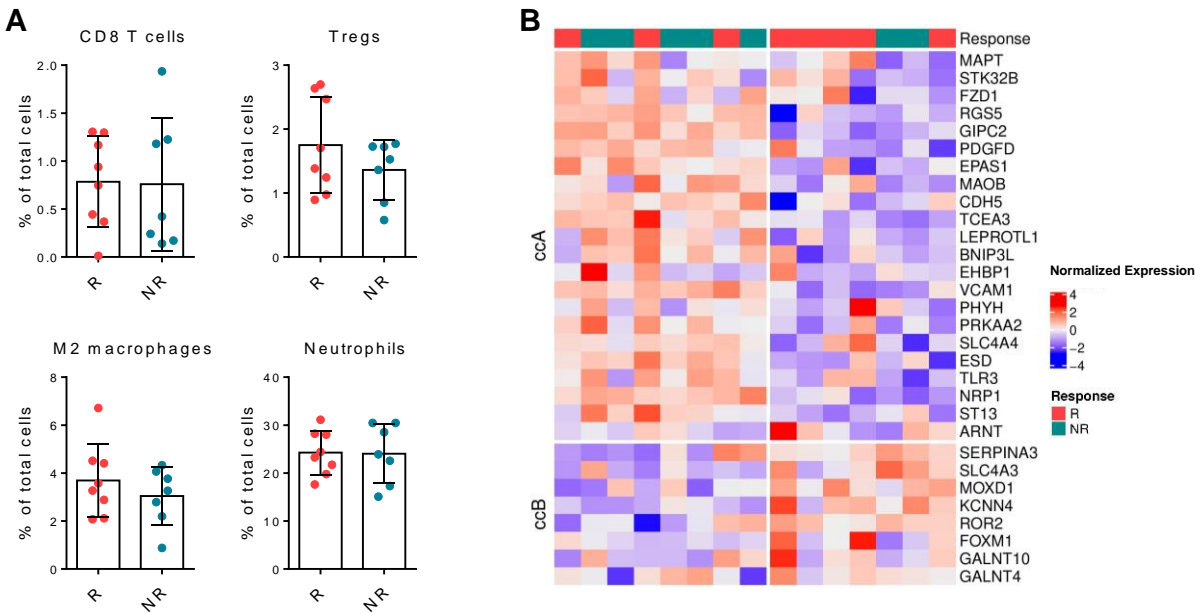 A
CD8 T cells
% of total cells
2.0
1.5
1.0
0.5
0.0
R
NR
Tregs
% of total cells
3
2
1
0
R
NR
M2 macrophages
% of total cells
8
6
4
2
0
R
NR
Neutrophils
% of total cells
40
30
20
10
0
R
NR
B
Response
ccA
MAPT
STK32B
FZD1
RGS5
GIPC2
PDGFD
EPAS1
MAOB
CDH5
TCEA3
LEPROTL1
BNIP3L
EHBP1
VCAM1
PHYH
PRKAA2
SLC4A4
ESD
TLR3
NRP1
ST13
ARNT
ccB
SERPINA3
SLC4A3
MOXD1
KCNN4
ROR2
FOXM1
GALNT10
GALNT4
Normalized Expression
4
2
0
−2
−4
Response
R
NR